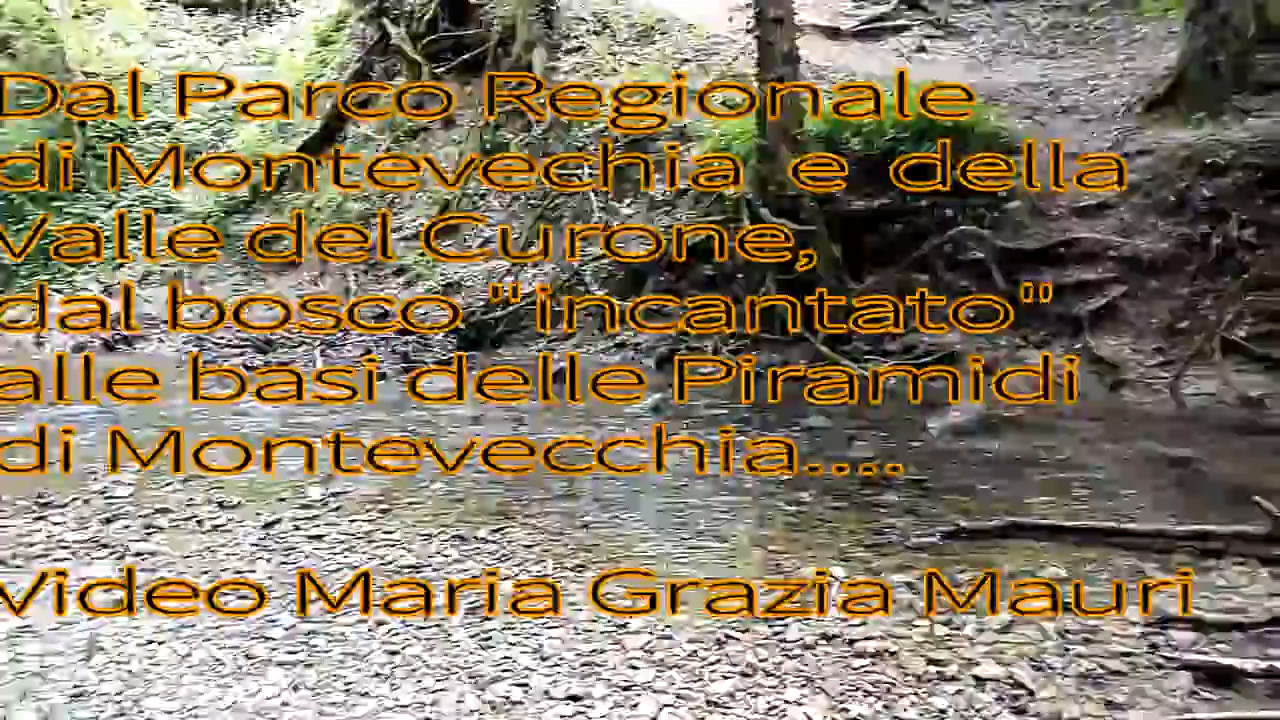 Dal Parco Regionale
di Montevechia e della
Valle del Curone,
dal bosco "incantato"
alle basi delle Piramidi
di Montevecchia....
Video Maria Grazia Mauri